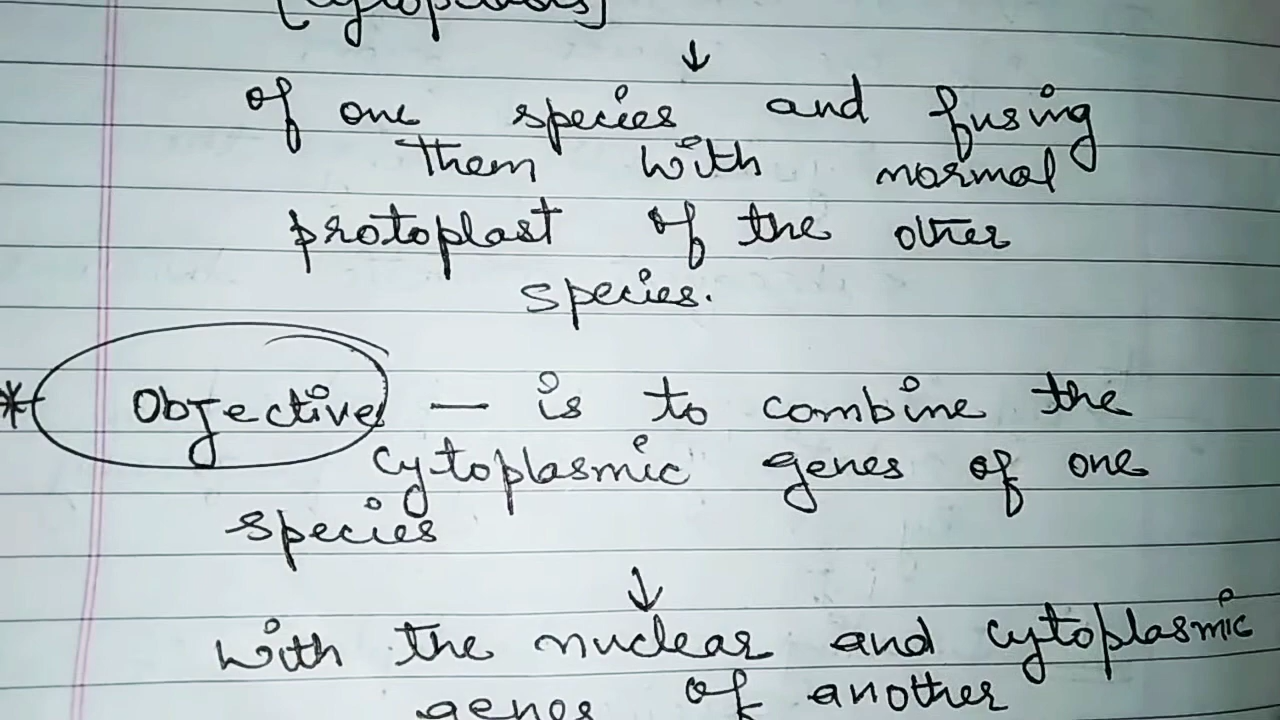 ↓
of one species and fusing
them with normal
protoplast of the other
species.
* Objective — is to combine the
cytoplasmic genes of one
species
↓
with the nuclear and cytoplasmic
genes of another